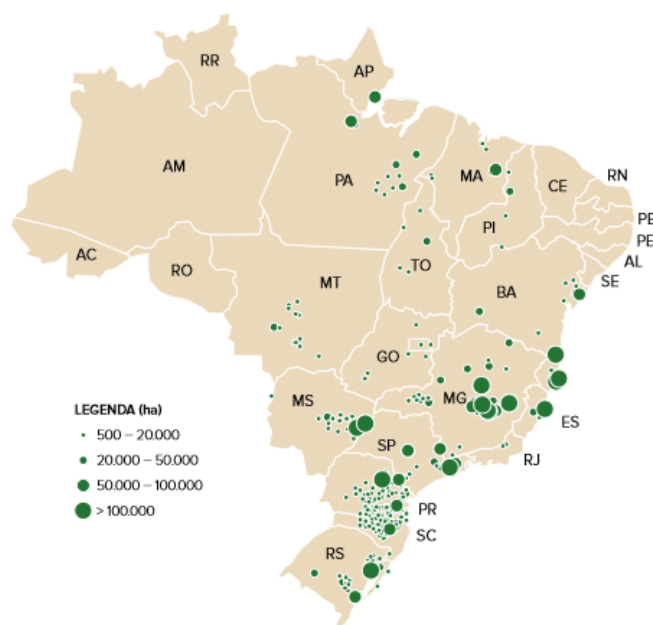 RR
AP
AM
PA
MA
CE
RN
PI
PE
PE
AL
SE
AC
RO
TO
BA
MT
GO
MS
MG
ES
SP
RJ
PR
SC
RS
LEGENDA (ha)
500 – 20.000
20.000 – 50.000
50.000 – 100.000
> 100.000